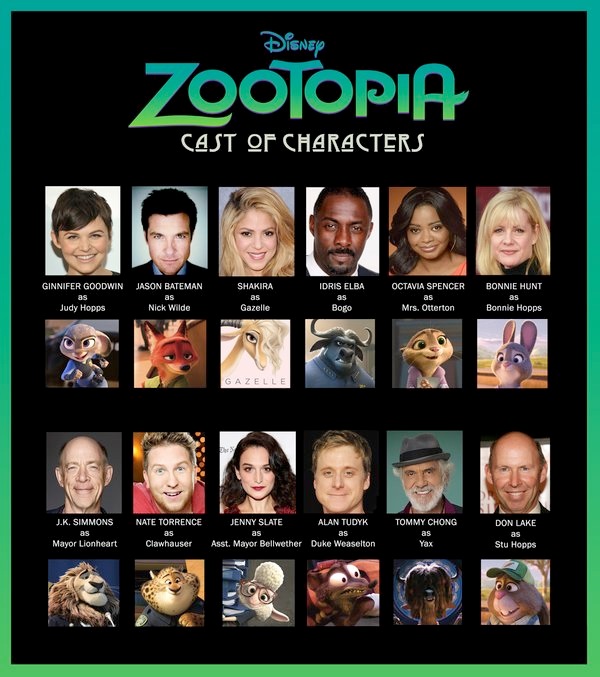 Disney
ZOOTOPIA
CAST OF CHARACTERS
GINNIFER GOODWIN
as
Judy Hopps
JASON BATEMAN
as
Nick Wilde
SHAKIRA
as
Gazelle
IDRIS ELBA
as
Bogo
OCTAVIA SPENCER
as
Mrs. Otterton
BONNIE HUNT
as
Bonnie Hopps
GAZELLE
J.K. SIMMONS
as
Mayor Lionheart
NATE TORRENCE
as
Clawhauser
JENNY SLATE
as
Asst. Mayor Bellwether
ALAN TUDYK
as
Duke Weaselton
TOMMY CHONG
as
Yax
DON LAKE
as
Stu Hopps